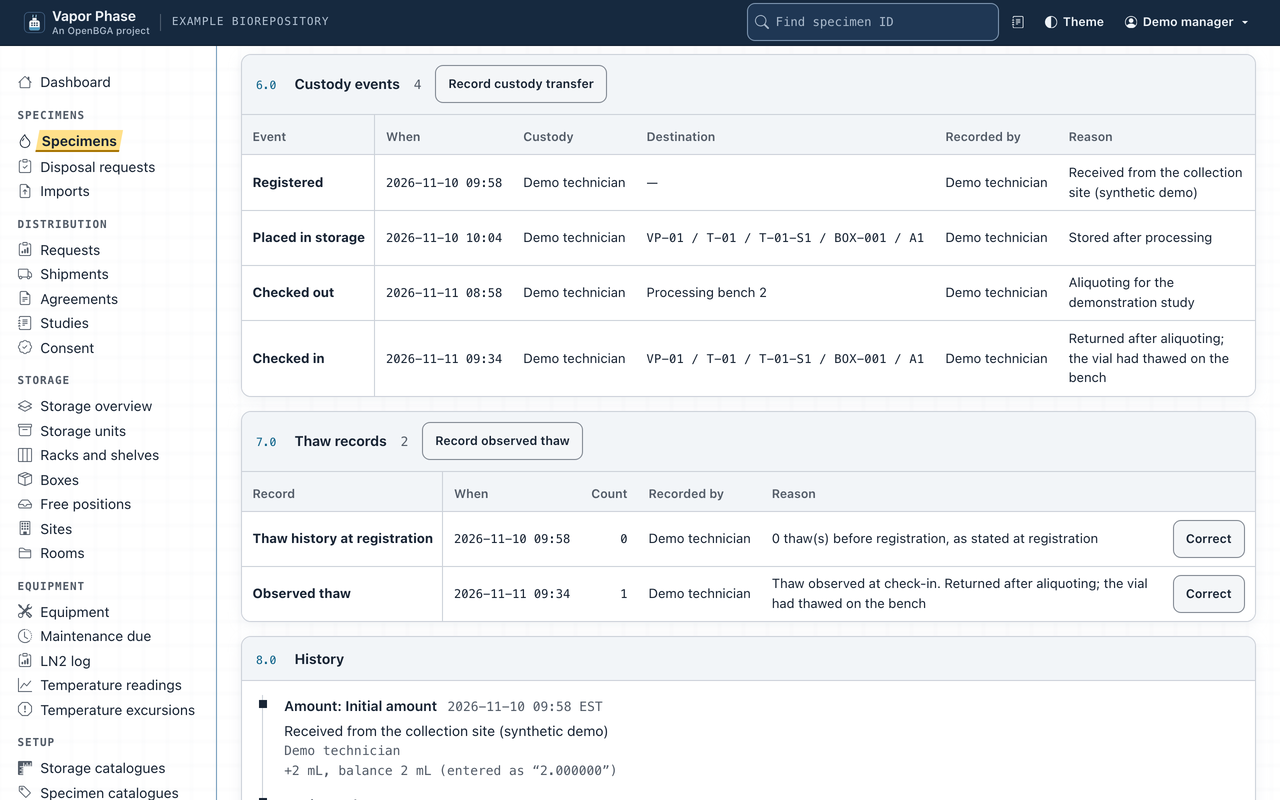 Vapor Phase
An OpenBGA project
EXAMPLE BIOREPOSITORY
Find specimen ID
Theme
Demo manager
Dashboard
SPECIMENS
Specimens
Disposal requests
Imports
DISTRIBUTION
Requests
Shipments
Agreements
Studies
Consent
STORAGE
Storage overview
Storage units
Racks and shelves
Boxes
Free positions
Sites
Rooms
EQUIPMENT
Equipment
Maintenance due
LN2 log
Temperature readings
Temperature excursions
SETUP
Storage catalogues
Specimen catalogues
6.0 Custody events 4 Record custody transfer
Event When Custody Destination Recorded by Reason
Registered 2026-11-10 09:58 Demo technician — Demo technician Received from the collection
site (synthetic demo)
Placed in storage 2026-11-10 10:04 Demo technician VP-01 / T-01 / T-01-S1 / BOX-001 / A1 Demo technician Stored after processing
Checked out 2026-11-11 08:58 Demo technician Processing bench 2 Demo technician Aliquoting for the
demonstration study
Checked in 2026-11-11 09:34 Demo technician VP-01 / T-01 / T-01-S1 / BOX-001 / A1 Demo technician Returned after aliquoting;
the vial had thawed on the
bench
7.0 Thaw records 2 Record observed thaw
Record When Count Recorded by Reason
Thaw history at registration 2026-11-10 09:58 0 Demo technician 0 thaw(s) before registration, as stated at registration Correct
Observed thaw 2026-11-11 09:34 1 Demo technician Thaw observed at check-in. Returned after aliquoting; the vial
had thawed on the bench Correct
8.0 History
Amount: Initial amount 2026-11-10 09:58 EST
Received from the collection site (synthetic demo)
Demo technician
+2 mL, balance 2 mL (entered as “2.000000”)